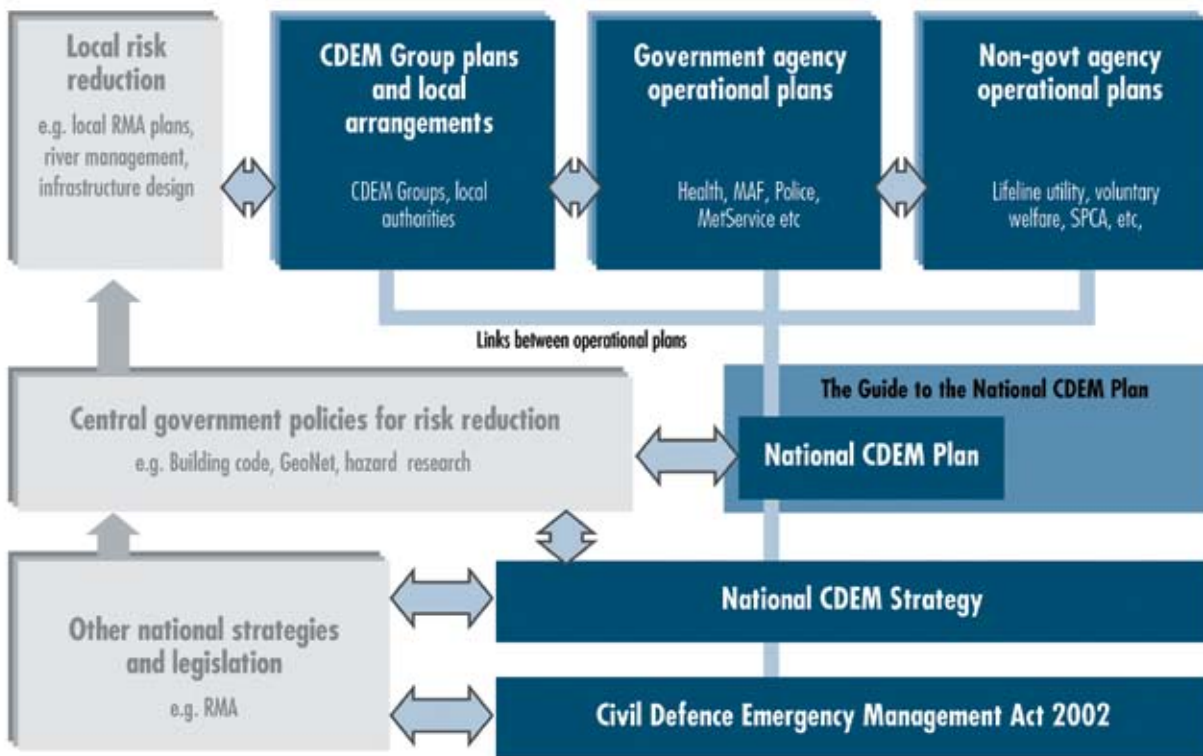 Local risk
reduction
e.g. local RMA plans,
river management,
infrastructure design
CDEM Group plans
and local
arrangements
CDEM Groups, local
authorities
Government agency
operational plans
Health, MAF, Police,
MetService etc
Non-govt agency
operational plans
Lifeline utility, voluntary
welfare, SPCA, etc,
Links between operational plans
Central government policies for risk reduction
e.g. Building code, GeoNet, hazard research
The Guide to the National CDEM Plan
National CDEM Plan
Other national strategies
and legislation
e.g. RMA
National CDEM Strategy
Civil Defence Emergency Management Act 2002